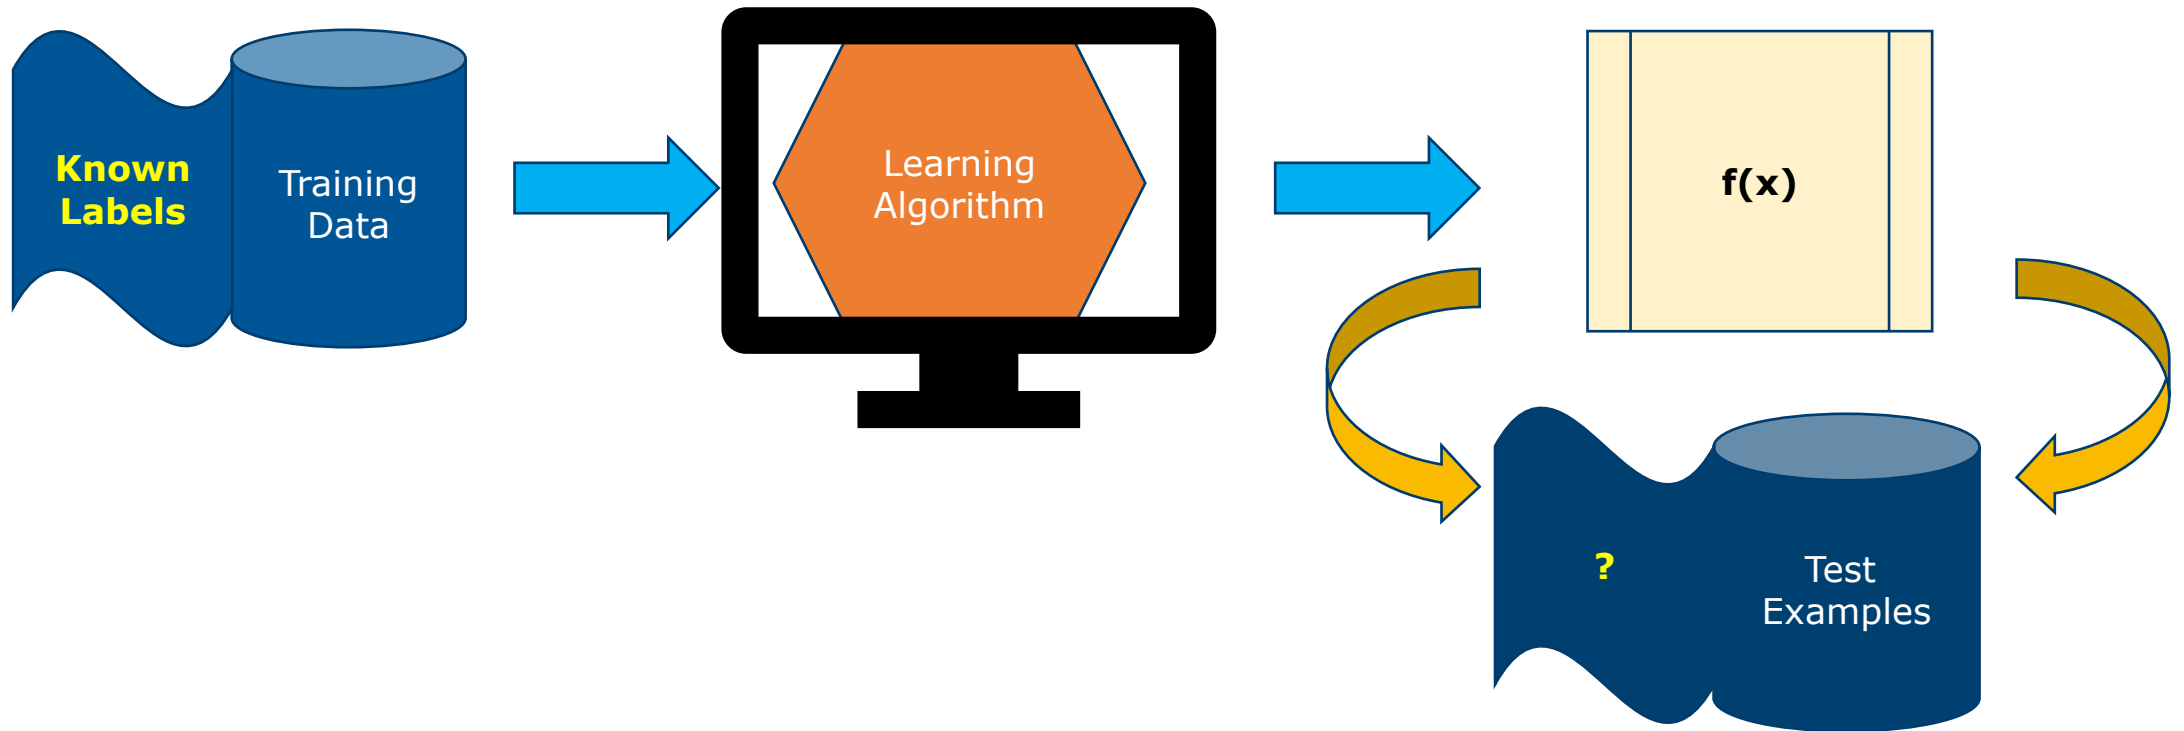 Known
Labels
Training
Data
Learning
Algorithm
f(x)
?
Test
Examples